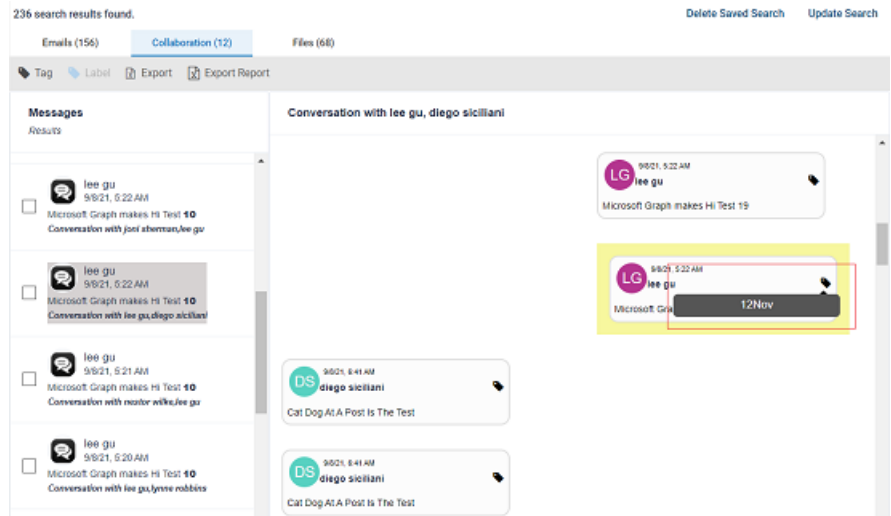 236 search results found.
Delete Saved Search
Update Search
Emails (156)
Collaboration (12)
Files (68)
Tag
Label
Export
Export Report
Messages
Results
lee gu
9/8/21, 5:22 AM
Microsoft Graph makes Hi Test 10
Conversation with joni sherman,lee gu
lee gu
9/8/21, 5:22 AM
Microsoft Graph makes Hi Test 10
Conversation with lee gu,diego siciliani
lee gu
9/8/21, 5:21 AM
Microsoft Graph makes Hi Test 10
Conversation with nestor wilke,lee gu
lee gu
9/8/21, 5:20 AM
Microsoft Graph makes Hi Test 10
Conversation with lee gu,lynne robbins
Conversation with lee gu, diego siciliani
LG
9/8/21, 5:22 AM
lee gu
Microsoft Graph makes Hi Test 19
LG
9/8/21, 5:22 AM
lee gu
Microsoft Gra
12Nov
DS
9/8/21, 8:41 AM
diego siciliani
Cat Dog At A Post Is The Test
DS
9/8/21, 8:41 AM
diego siciliani
Cat Dog At A Post Is The Test